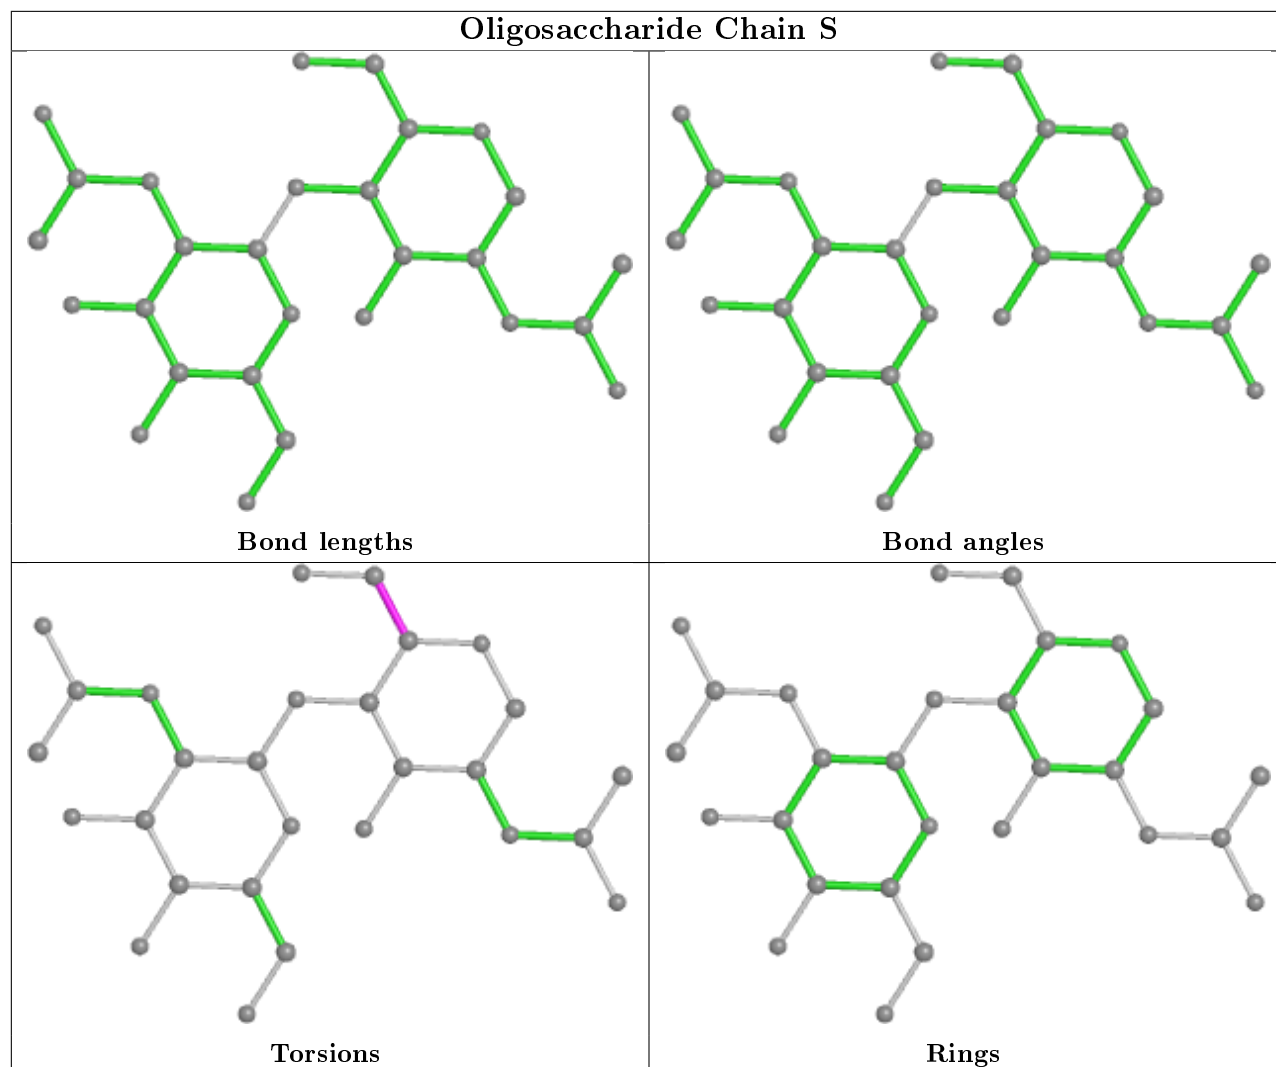 Oligosaccharide Chain S
Bond lengths
Bond angles
Torsions
Rings